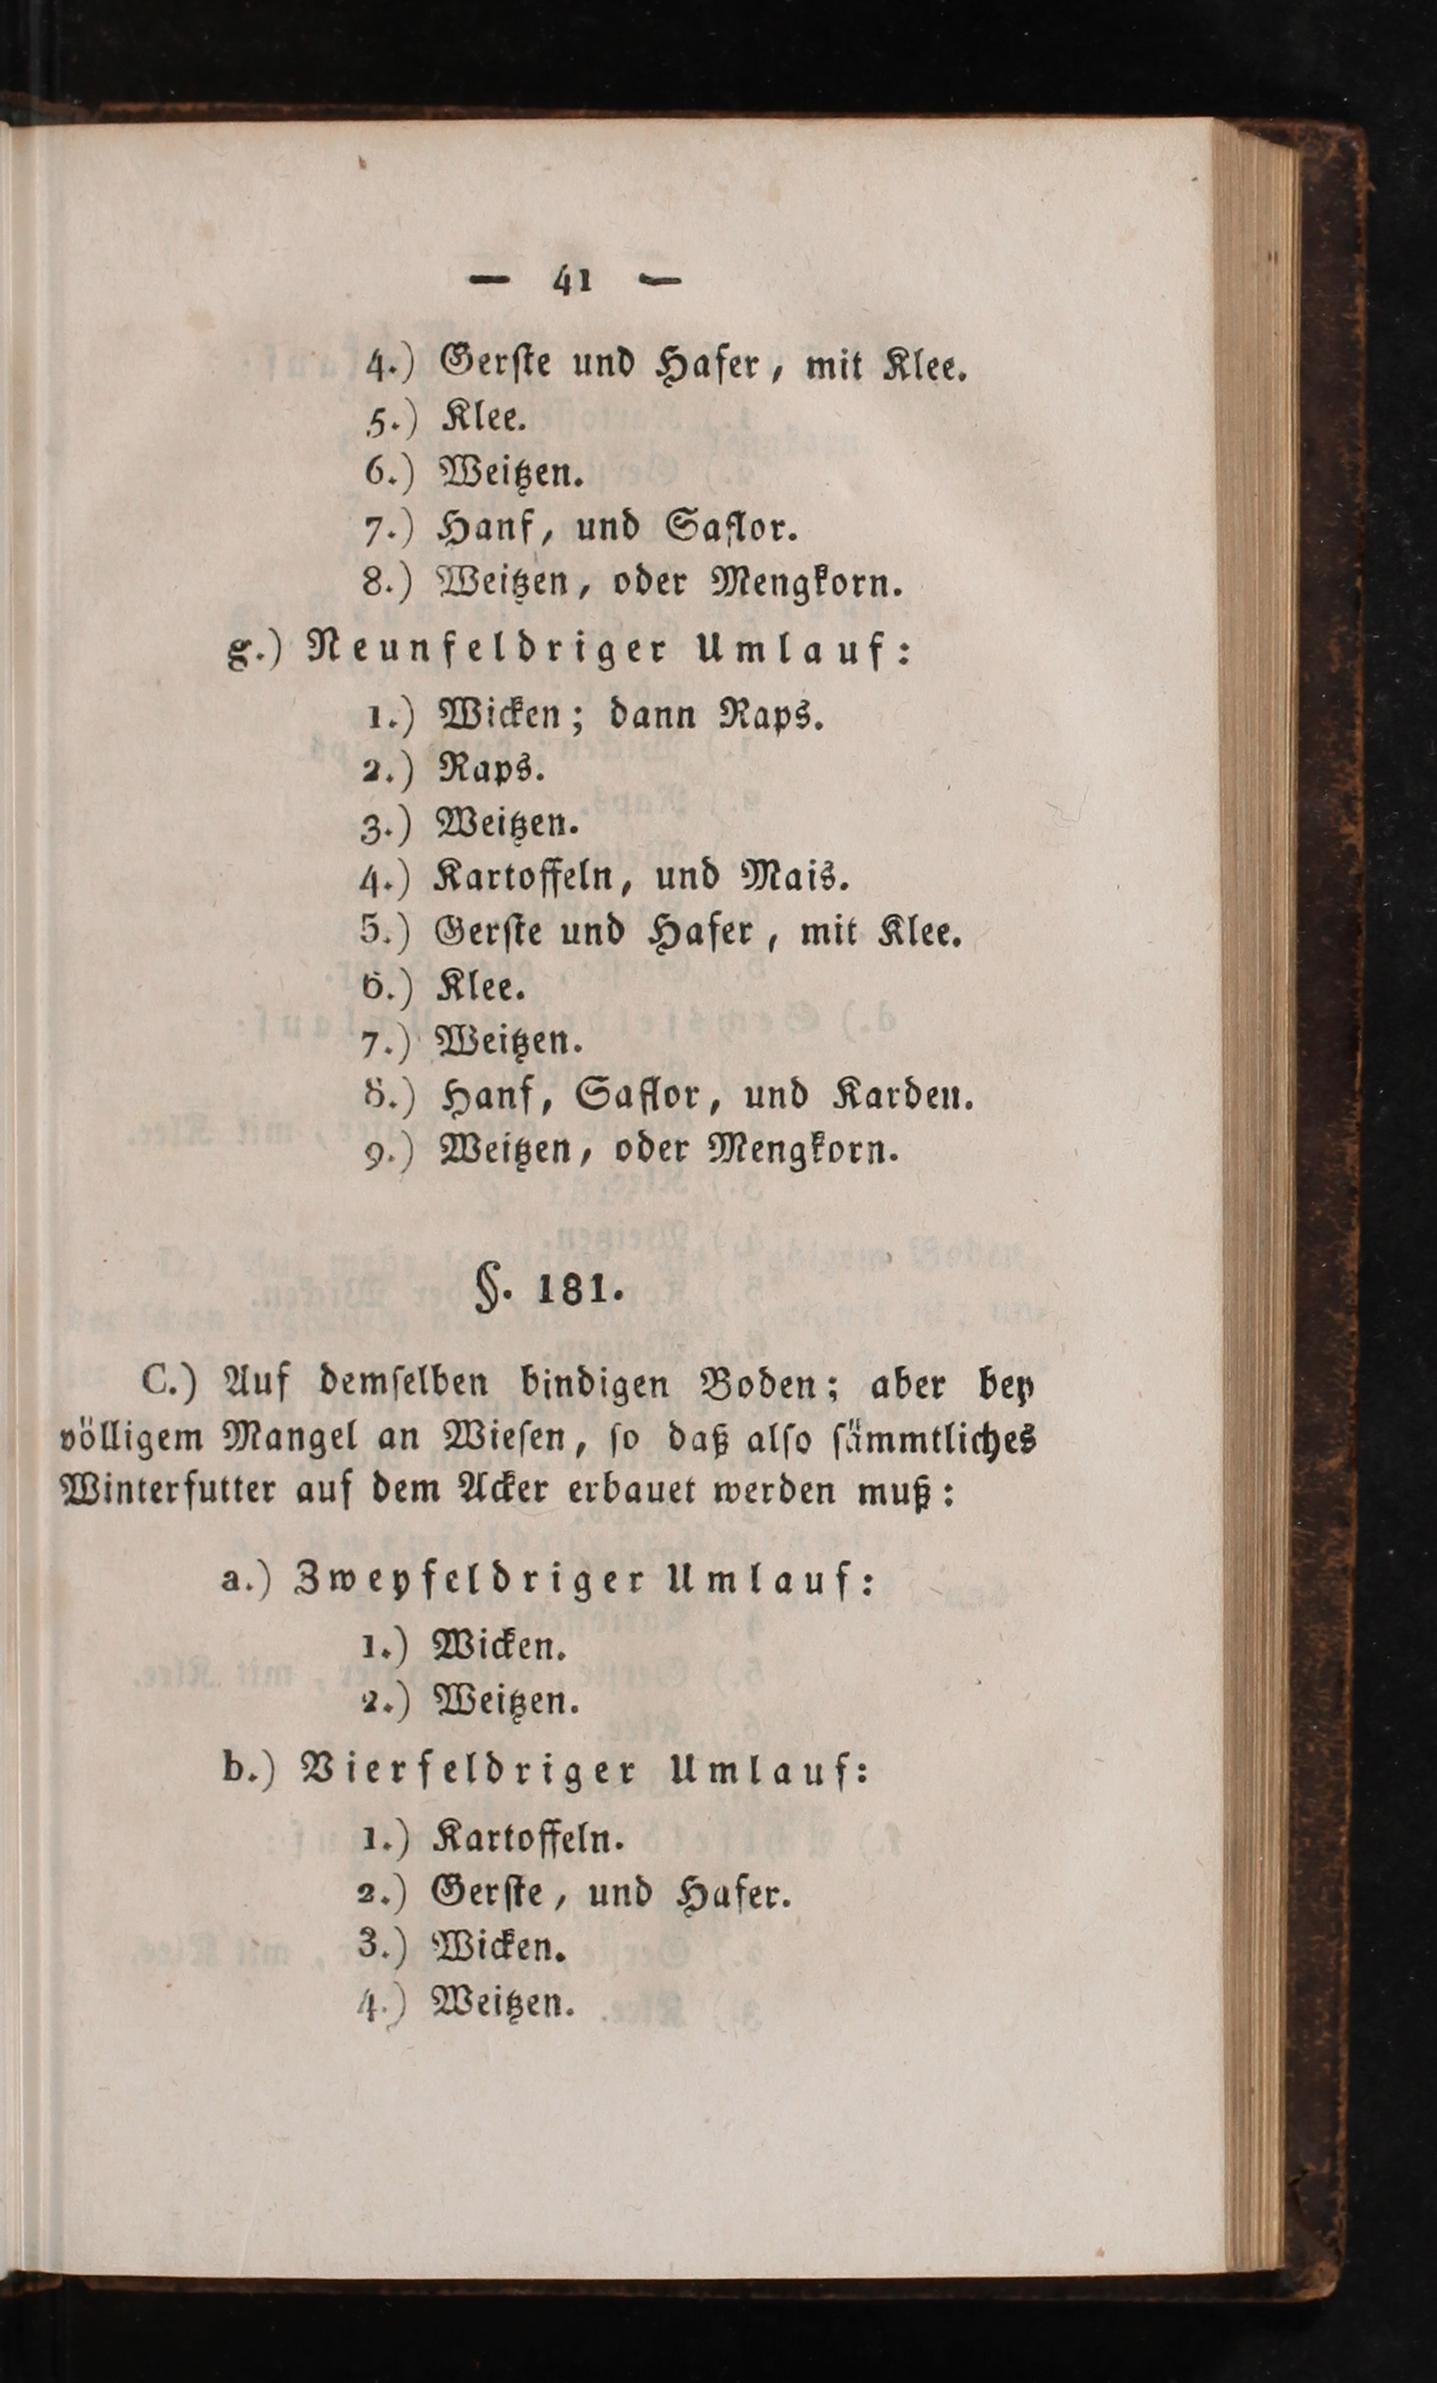 — 41 —
4.) Gerſte und Hafer, mit Klee.
5.) Klee.
6.) Weitzen.
7.) Hanf, und Saflor.
8.) Weitzen, oder Mengkorn.
g.) Neunfeldriger Umlauf:
1.) Wicken; dann Raps.
2.) Raps.
3.) Weitzen.
4.) Kartoffeln, und Mais.
5.) Gerſte und Hafer, mit Klee.
6.) Klee.
7.) Weitzen.
8.) Hanf, Saflor, und Karden.
9.) Weitzen, oder Mengkorn.
§. 181.
C.) Auf demſelben bindigen Boden; aber bey
völligem Mangel an Wieſen, ſo daß alſo ſämmtliches
Winterfutter auf dem Acker erbauet werden muß:
a.) Zweyfeldriger Umlauf:
1.) Wicken.
2.) Weitzen.
b.) Vierfeldriger Umlauf:
1.) Kartoffeln.
2.) Gerſte, und Hafer.
3.) Wicken.
4.) Weitzen.